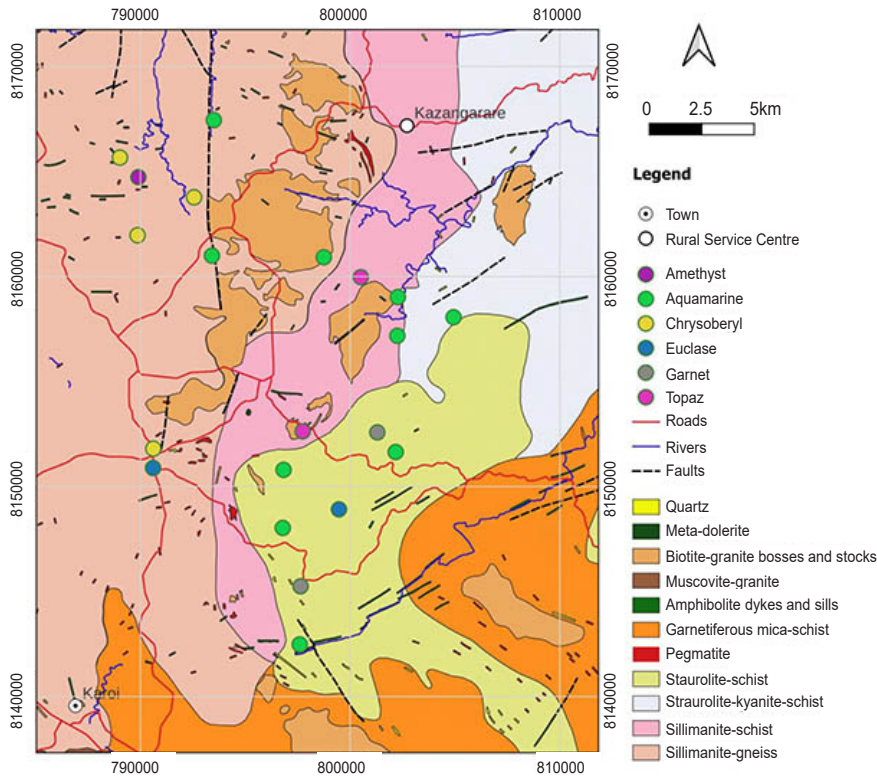 790000
800000
810000
8170000
8170000
Kazangarare
0
2.5
5km
Legend
Town
Rural Service Centre
Amethyst
8160000
8160000
Aquamarine
Chrysoberyl
Euclase
Garnet
Topaz
Roads
Rivers
Faults
8150000
8150000
Quartz
Meta-dolerite
Biotite-granite bosses and stocks
Muscovite-granite
Amphibolite dykes and sills
Garnetiferous mica-schist
Pegmatite
Staurolite-schist
8140000
Karoi
8140000
Straurolite-kyanite-schist
Sillimanite-schist
Sillimanite-gneiss
790000
800000
810000